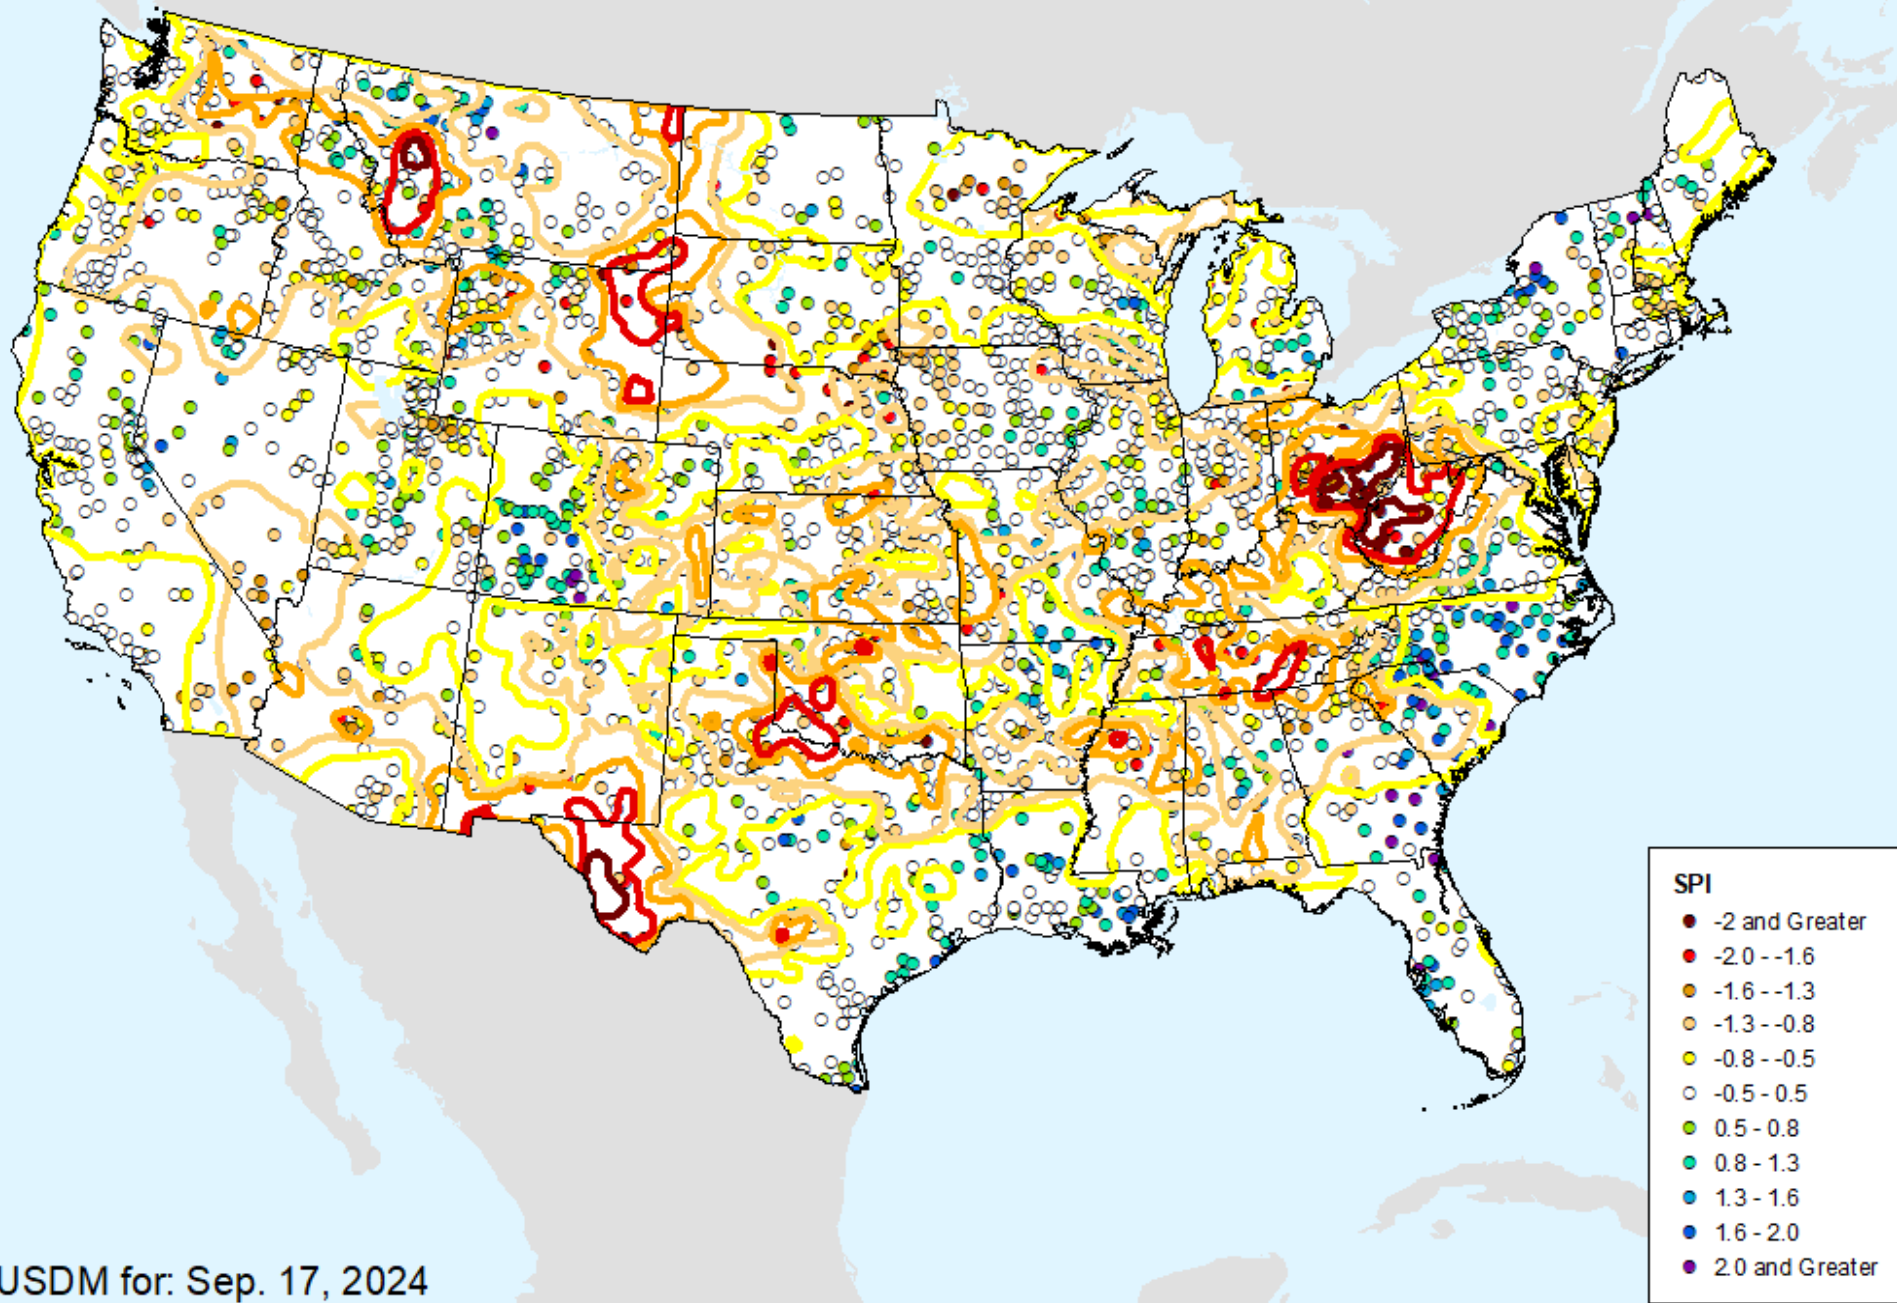 SPI
-2 and Greater
-2.0 - -1.6
-1.6 - -1.3
-1.3 - -0.8
-0.8 - -0.5
-0.5 - 0.5
0.5 - 0.8
0.8 - 1.3
1.3 - 1.6
1.6 - 2.0
2.0 and Greater
USDM for: Sep. 17, 2024